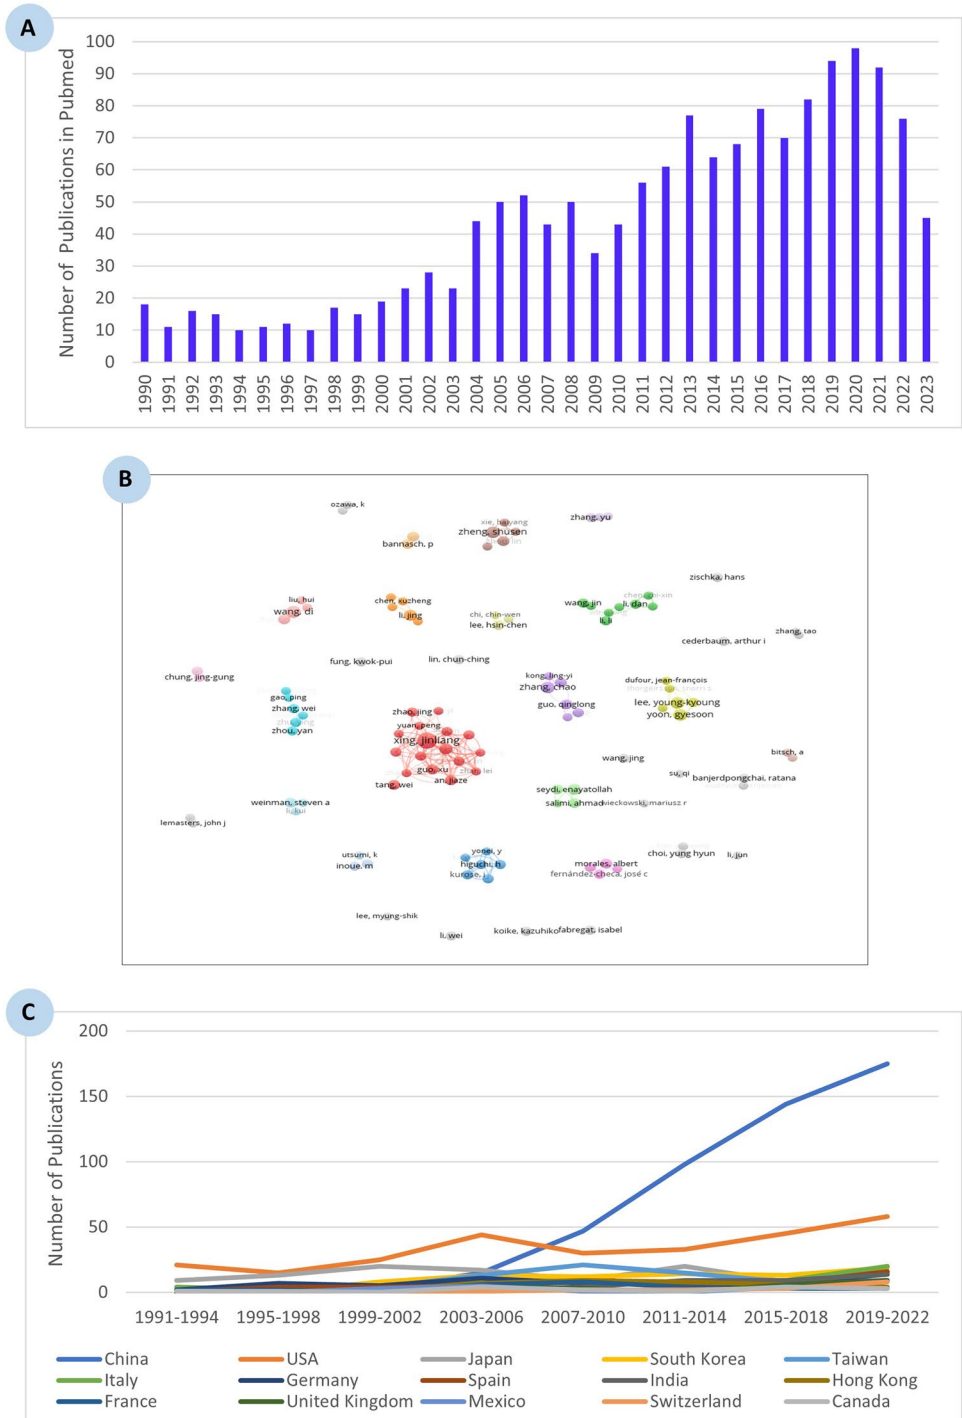 A
Number of Publications in Pubmed
100
90
80
70
60
50
40
30
20
10
0
1990 1991 1992 1993 1994 1995 1996 1997 1998 1999 2000 2001 2002 2003 2004 2005 2006 2007 2008 2009 2010 2011 2012 2013 2014 2015 2016 2017 2018 2019 2020 2021 2022 2023
B
ozawa, k
xie, haiyang
zhang, yu
zheng, shusen
bannasch, p
zischka, hans
liu, hui
chen, xuzheng
wang, jin
li, dan
wang, di
li, jing
chi, chin-wen
li, li
lee, hsin-chen
zhang, tao
cederbaum, arthur i
fung, kwok-pui
lin, chun-ching
chung, jing-gung
kong, ling-yi
dufour, jean-françois
zhang, chao
gao, ping
lee, young-kyoung
zhang, wei
zhao, jing
guo, qinglong
yoon, gyesoon
zhou, yan
yuan, peng
xing, jinliang
wang, jing
bitsch, a
guo, xu
su, qi
an, jiaze
banjerdpongchai, ratana
tang, wei
seydi, enayatollah
weinman, steven a
salimi, ahmad
wieckowski, mariusz r
li, kui
lemasters, john j
utsumi, k
yonei, y
choi, yung hyun
li, jun
inoue, m
higuchi, h
morales, albert
kurose, i
fernández-checa, josé c
lee, myung-shik
li, wei
koike, kazuhiko
fabregat, isabel
C
Number of Publications
200
150
100
50
0
1991-1994 1995-1998 1999-2002 2003-2006 2007-2010 2011-2014 2015-2018 2019-2022
China USA Japan South Korea Taiwan
Italy Germany Spain India Hong Kong
France United Kingdom Mexico Switzerland Canada